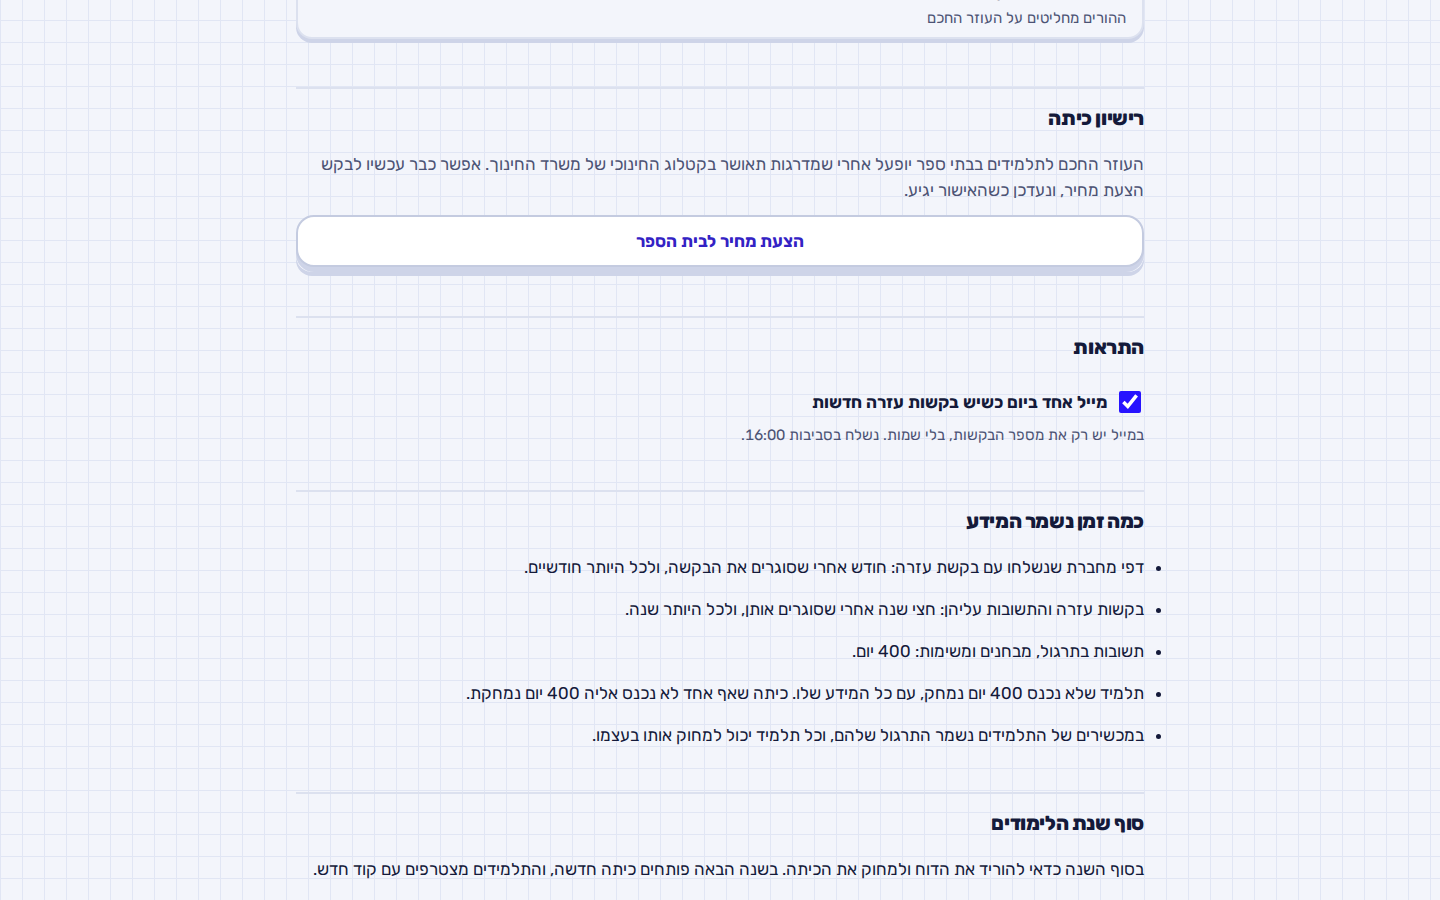 ההורים מחליטים על העוזר החכם
רישיון כיתה
העוזר החכם לתלמידים בבתי ספר יופעל אחרי שמדרגות תאושר בקטלוג החינוכי של משרד החינוך. אפשר כבר עכשיו לבקש
הצעת מחיר, ונעדכן כשהאישור יגיע.
הצעת מחיר לבית הספר
התראות
מייל אחד ביום כשיש בקשות עזרה חדשות
במייל יש רק את מספר הבקשות, בלי שמות. נשלח בסביבות 16:00.
כמה זמן נשמר המידע
• דפי מחברת שנשלחו עם בקשת עזרה: חודש אחרי שסוגרים את הבקשה, ולכל היותר חודשיים.
• בקשות עזרה והתשובות עליהן: חצי שנה אחרי שסוגרים אותן, ולכל היותר שנה.
• תשובות בתרגול, מבחנים ומשימות: 400 יום.
• תלמיד שלא נכנס 400 יום נמחק, עם כל המידע שלו. כיתה שאף אחד לא נכנס אליה 400 יום נמחקת.
• במכשירים של התלמידים נשמר התרגול שלהם, וכל תלמיד יכול למחוק אותו בעצמו.
סוף שנת הלימודים
בסוף השנה כדאי להוריד את הדוח ולמחוק את הכיתה. בשנה הבאה פותחים כיתה חדשה, והתלמידים מצטרפים עם קוד חדש.